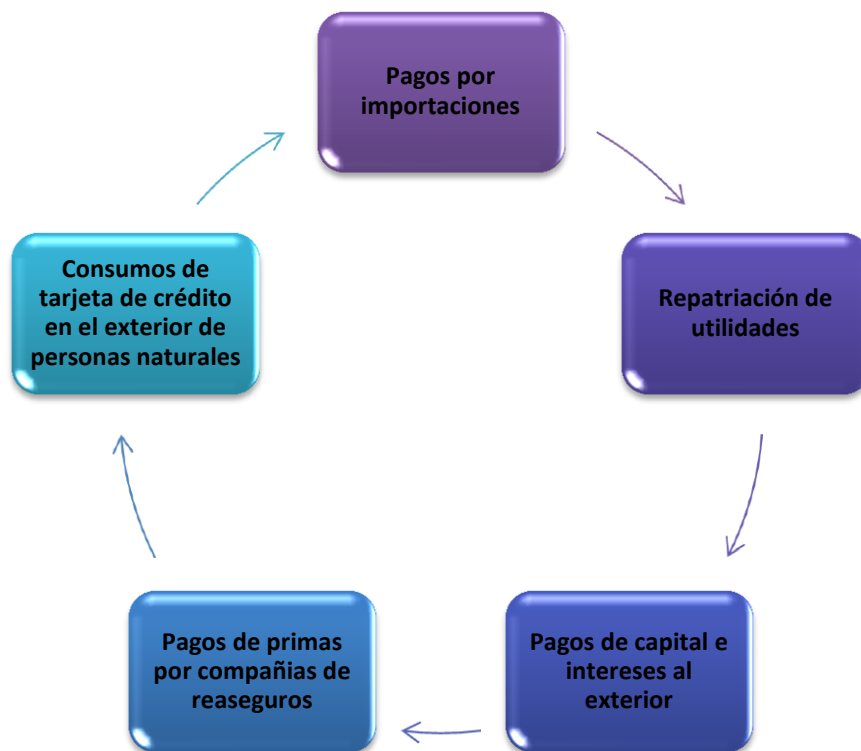 Pagos por
importaciones
Repatriación de
utilidades
Pagos de capital e
intereses al
exterior
Pagos de primas
por compañias de
reaseguros
Consumos de
tarjeta de crédito
en el exterior de
personas naturales